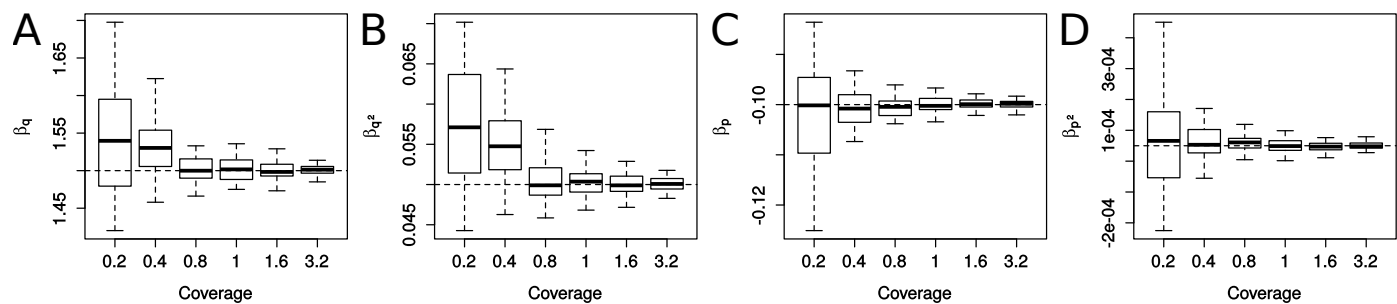 A
1.65
1.55
1.45
βq
0.2 0.4 0.8 1 1.6 3.2
Coverage
B
0.065
0.055
0.045
βq²
0.2 0.4 0.8 1 1.6 3.2
Coverage
C
-0.10
-0.12
βp
0.2 0.4 0.8 1 1.6 3.2
Coverage
D
3e-04
1e-04
-2e-04
βp²
0.2 0.4 0.8 1 1.6 3.2
Coverage